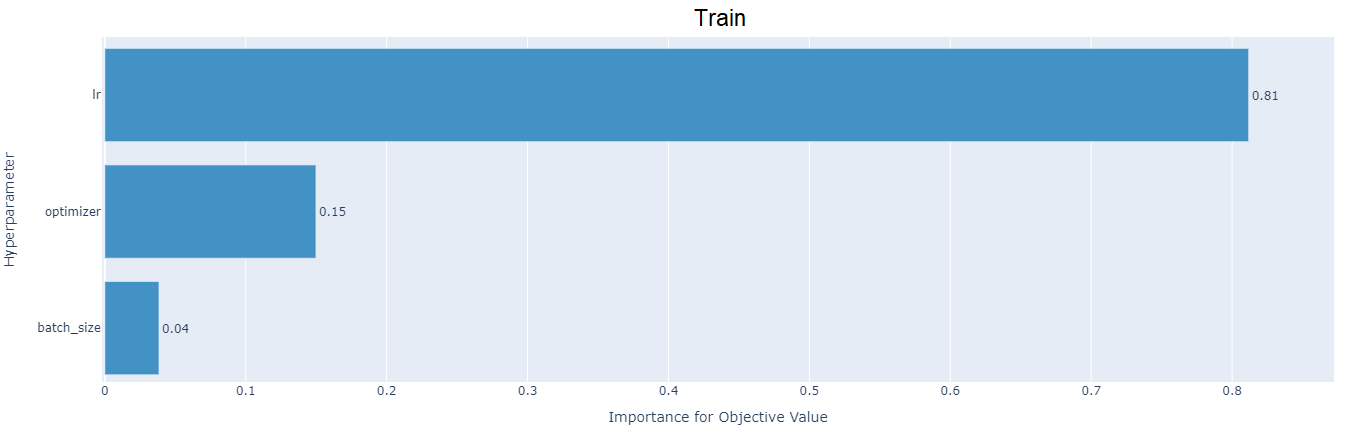 Train
Hyperparameter
lr
0.81
optimizer
0.15
batch_size
0.04
0 0.1 0.2 0.3 0.4 0.5 0.6 0.7 0.8
Importance for Objective Value